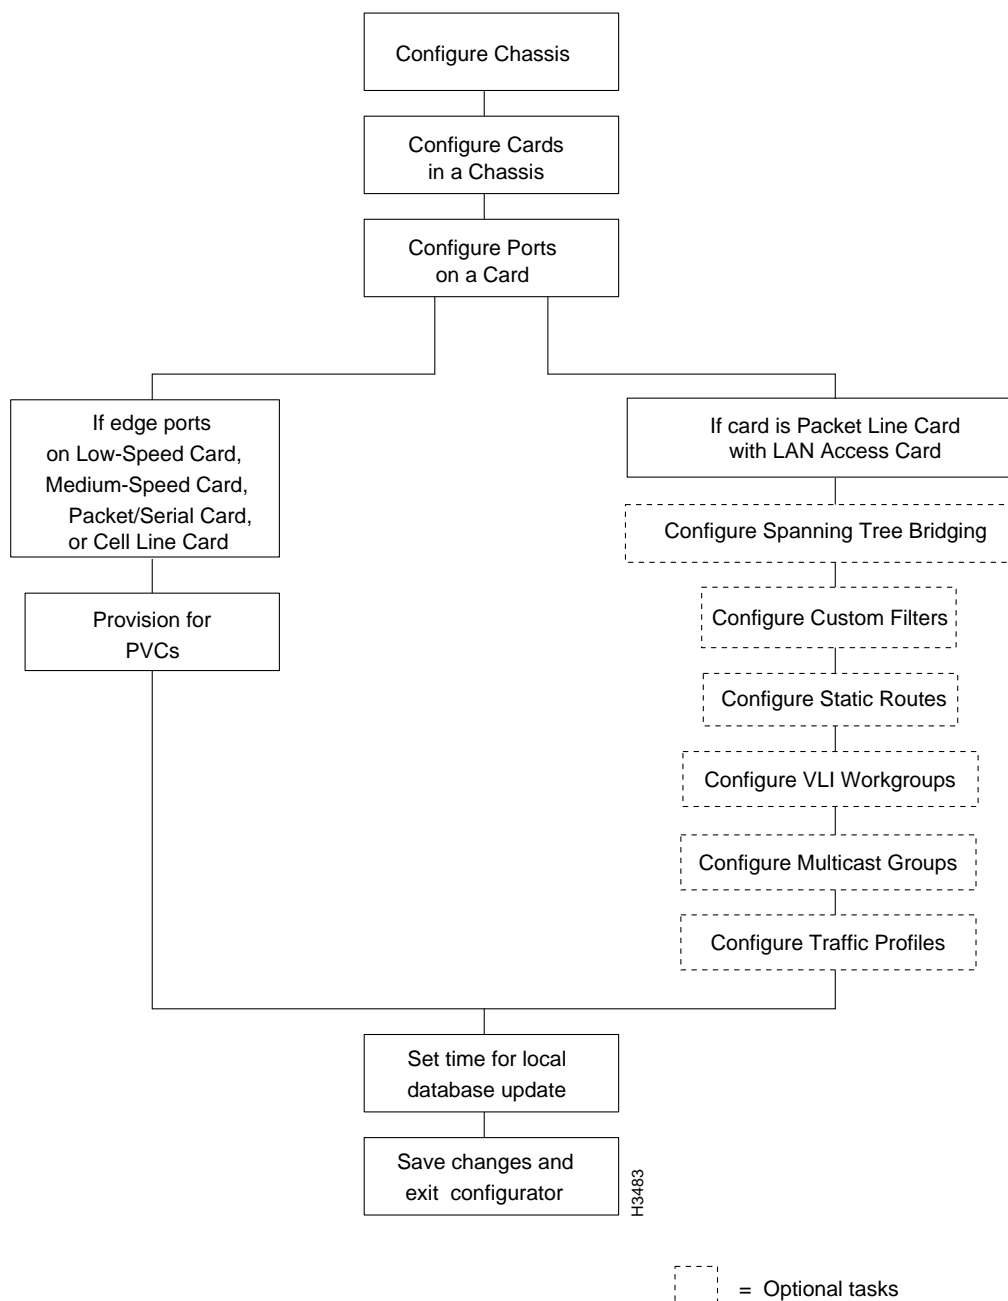 Configure Chassis
Configure Cards
in a Chassis
Configure Ports
on a Card
If edge ports
on Low-Speed Card,
Medium-Speed Card,
Packet/Serial Card,
or Cell Line Card
Provision for
PVCs
If card is Packet Line Card
with LAN Access Card
Configure Spanning Tree Bridging
Configure Custom Filters
Configure Static Routes
Configure VLI Workgroups
Configure Multicast Groups
Configure Traffic Profiles
Set time for local
database update
Save changes and
exit configurator
H3483
= Optional tasks